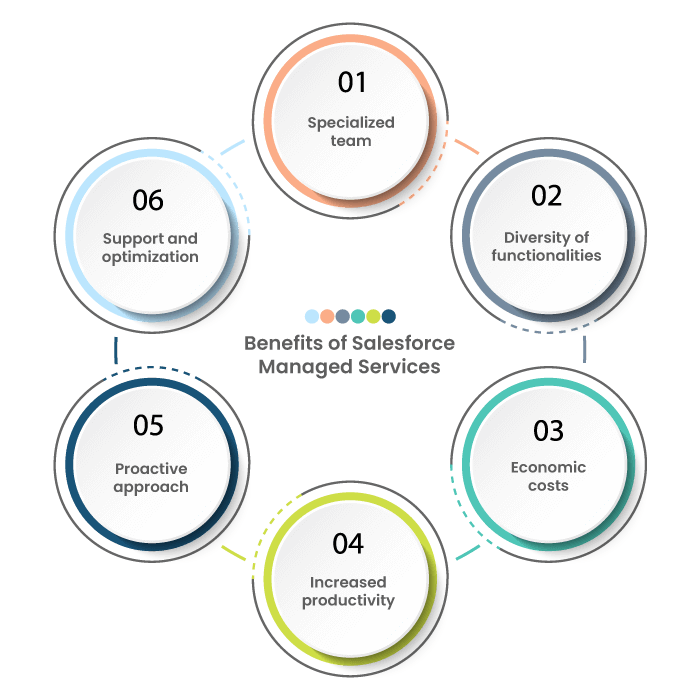 01
Specialized
team
02
Diversity of
functionalities
03
Economic
costs
04
Increased
productivity
05
Proactive
approach
06
Support and
optimization
Benefits of Salesforce
Managed Services